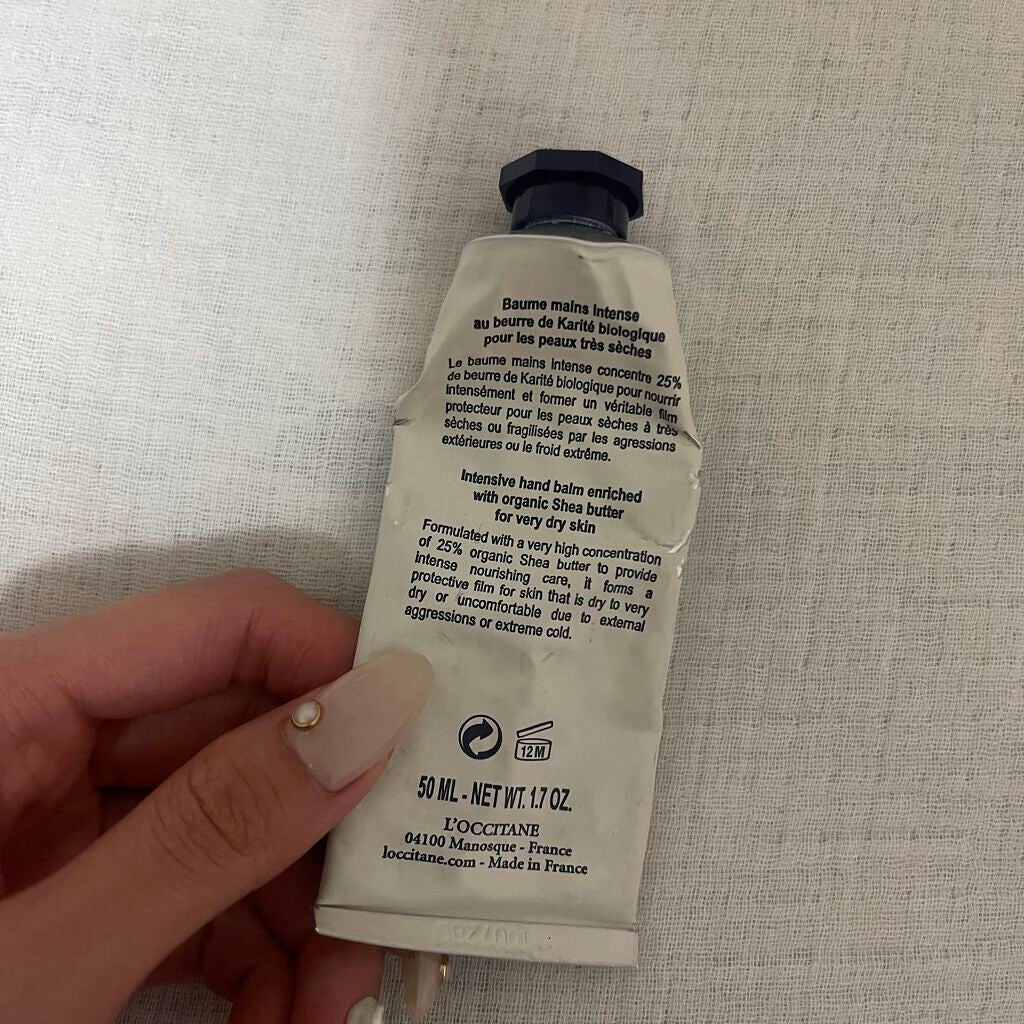 Baume mains Intense
au beurre de Karité biologique
pour les peaux très sèches
Le baume mains intense concentre 25%
de beurre de Karité biologique pour nourrir
intensément et former un véritable film
protecteur pour les peaux sèches à très
sèches ou fragilisées par les agressions
extérieures ou le froid extrême.
Intensive hand balm enriched
with organic Shea butter
for very dry skin
Formulated with a very high concentration
of 25% organic Shea butter to provide
intense nourishing care, it forms a
protective film for skin that is dry to very
dry or uncomfortable due to external
aggressions or extreme cold.
12 M
50 ML - NET WT. 1.7 OZ.
L'OCCITANE
04100 Manosque - France
loccitane.com - Made in France